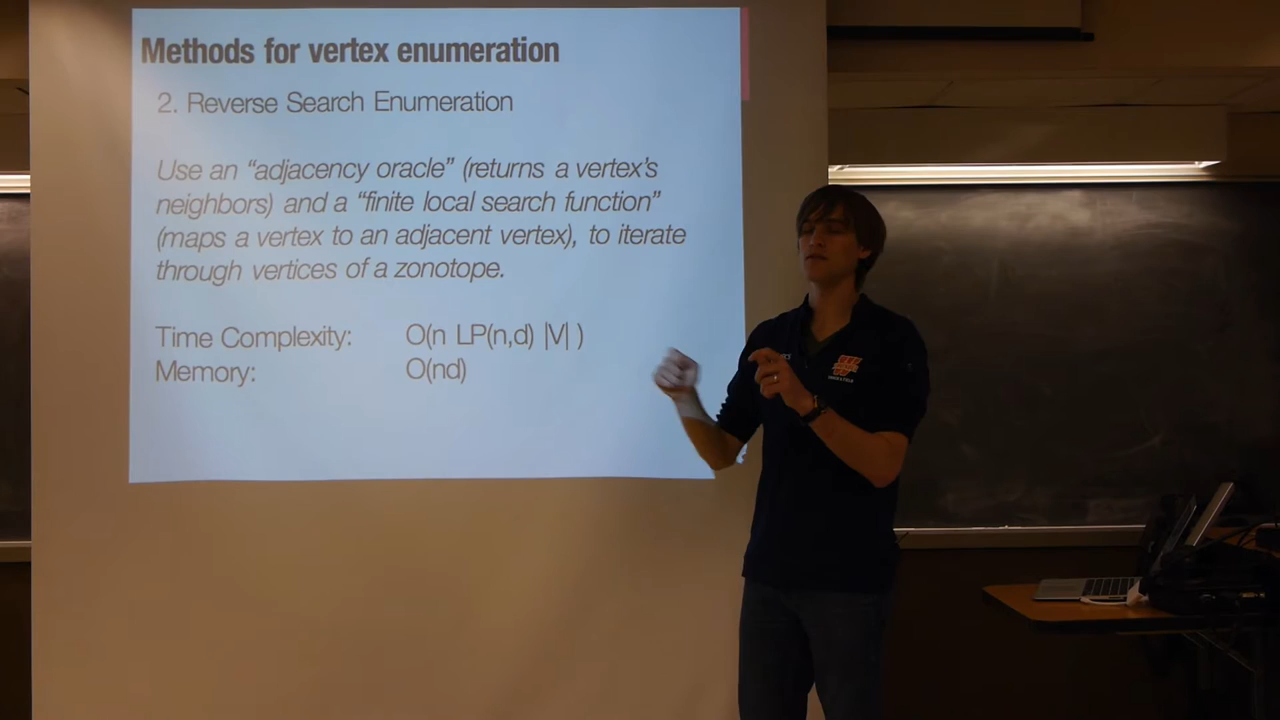 Methods for vertex enumeration
2. Reverse Search Enumeration
Use an “adjacency oracle” (returns a vertex’s
neighbors) and a “finite local search function”
(maps a vertex to an adjacent vertex), to iterate
through vertices of a zonotope.
Time Complexity: O(n LP(n,d) |V| )
Memory: O(nd)